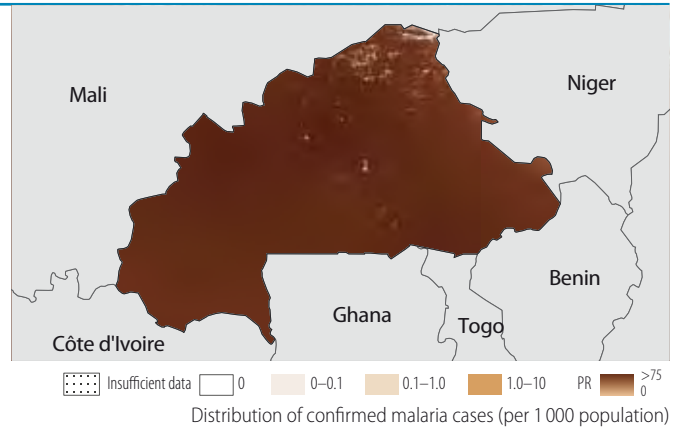 Mali
Niger
Benin
Ghana
Togo
Côte d'Ivoire
Insufficient data 0 0–0.1 0.1–1.0 1.0–10 PR >75 0
Distribution of confirmed malaria cases (per 1 000 population)